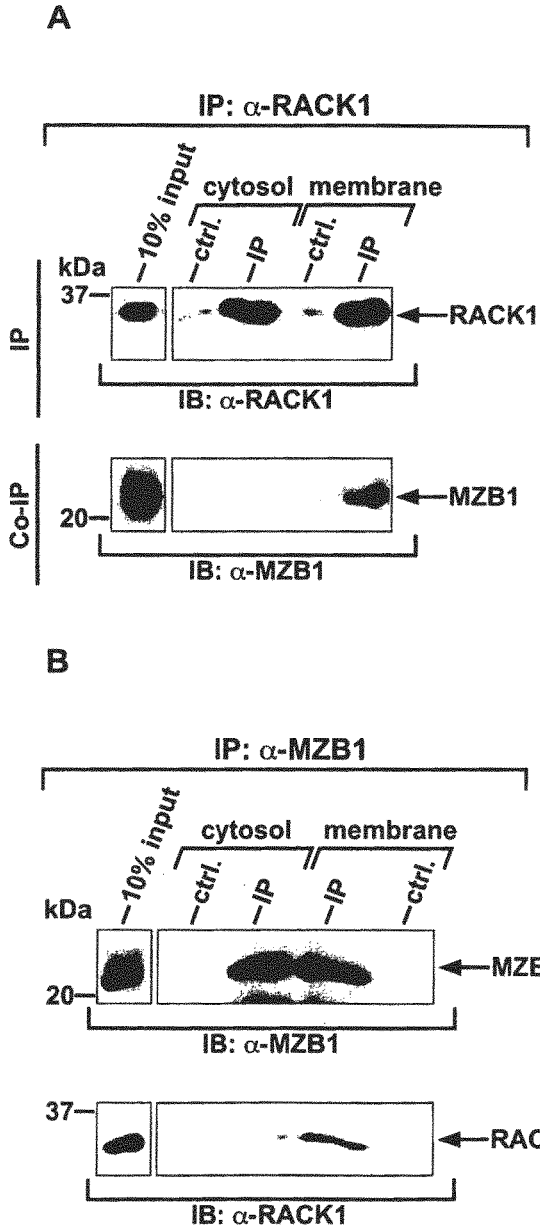 A
IP: α-RACK1
cytosol membrane
10% input ctrl. IP ctrl. IP
kDa
37
IP
RACK1
IB: α-RACK1
Co-IP
MZB1
20
IB: α-MZB1
B
IP: α-MZB1
cytosol membrane
10% input ctrl. IP IP ctrl.
kDa
MZB
20
IB: α-MZB1
37
RAC
IB: α-RACK1